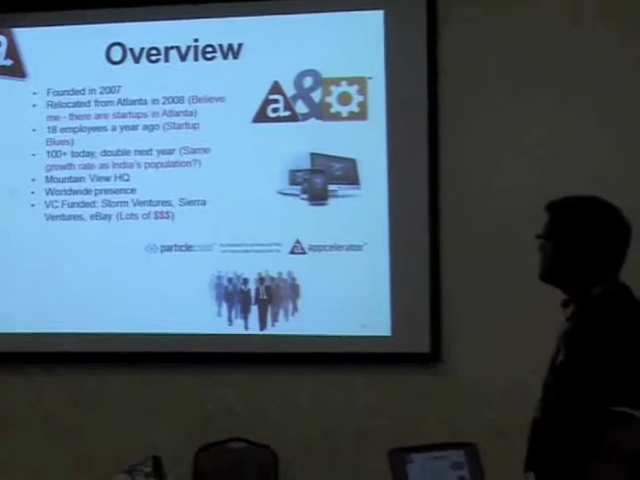 a
Overview
Founded in 2007
Relocated from Atlanta in 2008 (Believe
me - there are startups in Atlanta)
18 employees a year ago (Startup
Blues)
100+ today, double next year (Same
growth rate as India's population?)
Mountain View HQ
Worldwide presence
VC Funded: Storm Ventures, Sierra
Ventures, eBay (Lots of $$$)
a &
particle
appcelerator